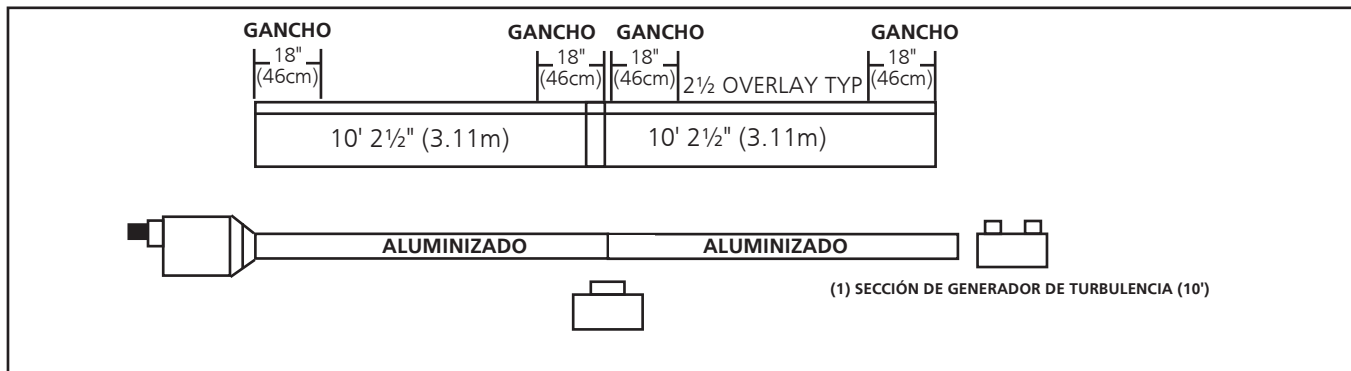 GANCHO GANCHO GANCHO GANCHO
18" 18" 18" 18"
(46cm) (46cm) (46cm) 2½ OVERLAY TYP (46cm)
10' 2½" (3.11m) 10' 2½" (3.11m)
ALUMINIZADO ALUMINIZADO
(1) SECCIÓN DE GENERADOR DE TURBULENCIA (10')